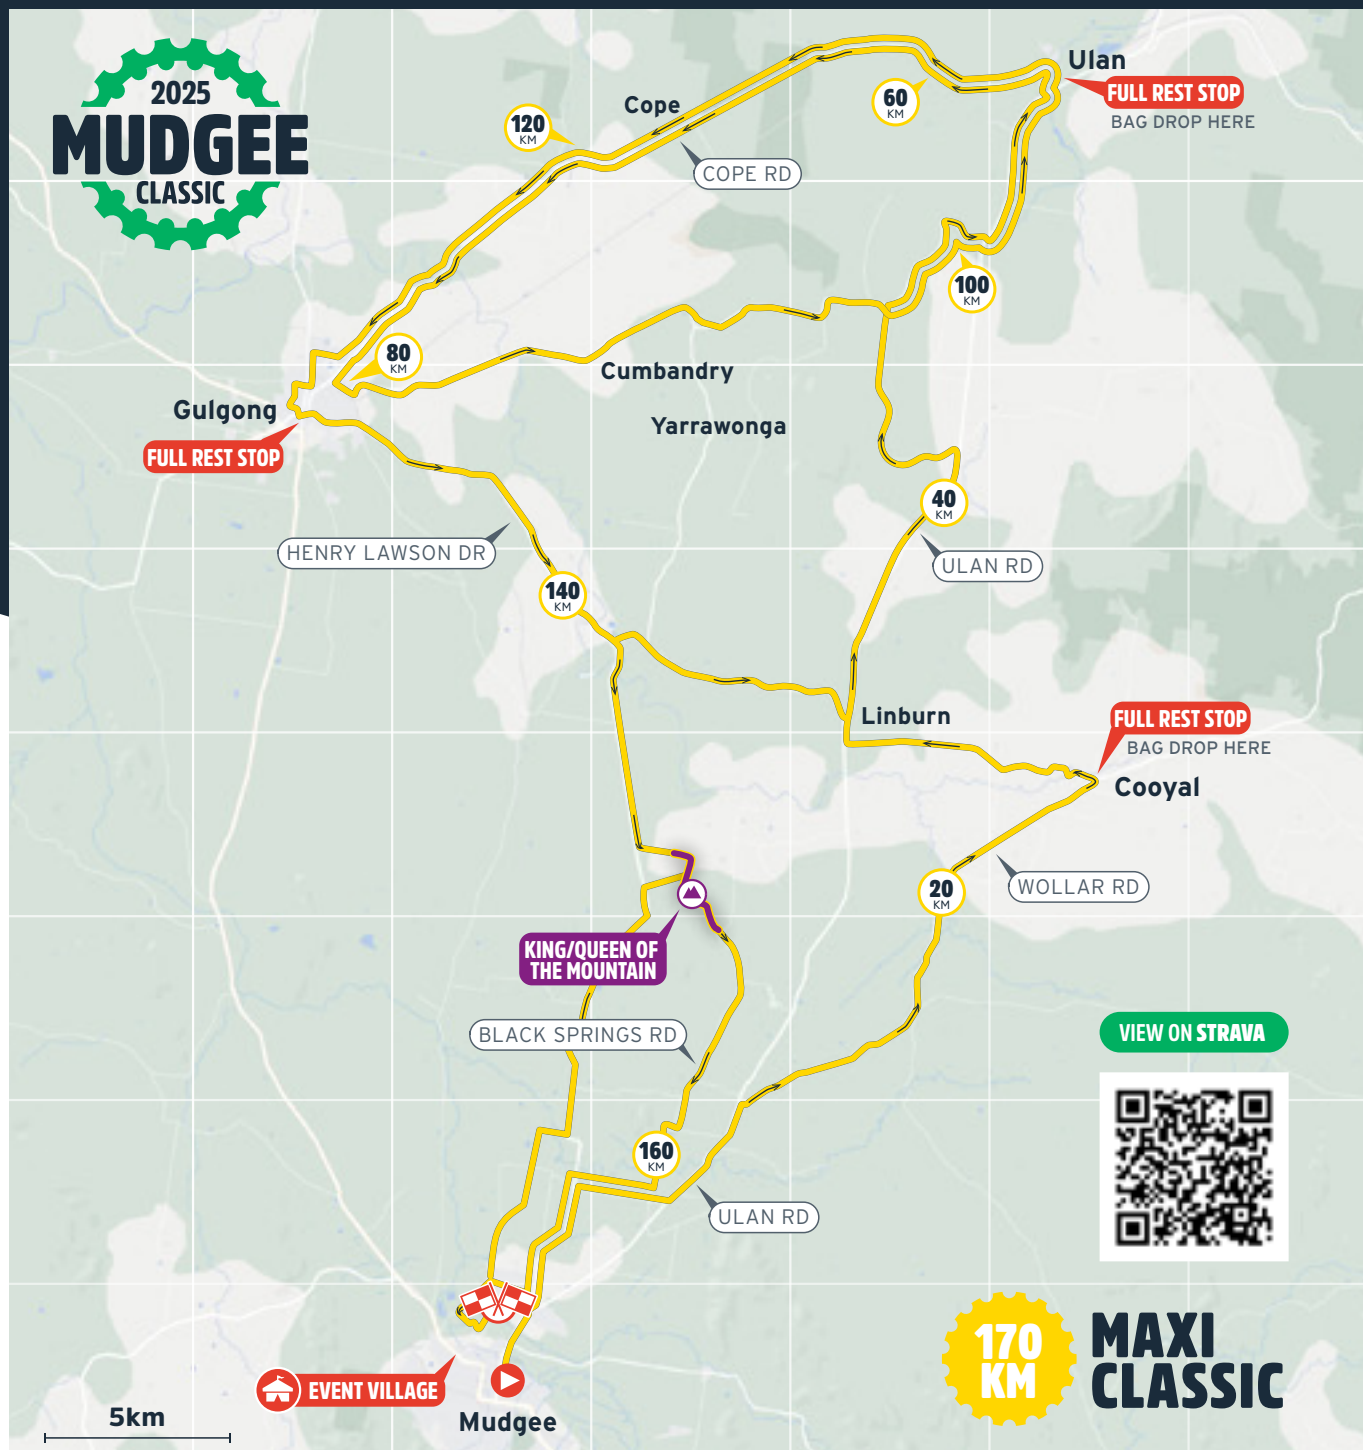 2025
MUDGEE
CLASSIC
Ulan
FULL REST STOP
BAG DROP HERE
60
KM
Cope
120
KM
COPE RD
100
KM
80
KM
Cumbandry
Gulgong
Yarrawonga
FULL REST STOP
40
KM
HENRY LAWSON DR
ULAN RD
140
KM
Linburn
FULL REST STOP
BAG DROP HERE
Cooyal
20
KM
WOLLAR RD
KING/QUEEN OF
THE MOUNTAIN
BLACK SPRINGS RD
VIEW ON STRAVA
160
KM
ULAN RD
170
KM
MAXI
CLASSIC
EVENT VILLAGE
Mudgee
5km